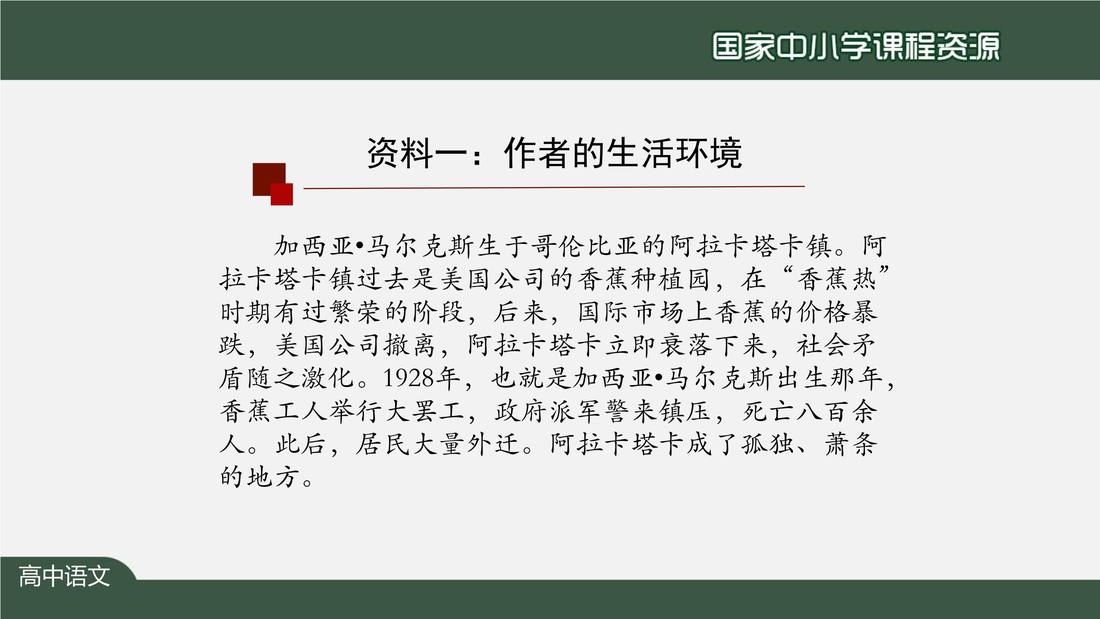 国家中小学课程资源
资料一：作者的生活环境
加西亚•马尔克斯生于哥伦比亚的阿拉卡塔卡镇。阿
拉卡塔卡镇过去是美国公司的香蕉种植园，在“香蕉热”
时期有过繁荣的阶段，后来，国际市场上香蕉的价格暴
跌，美国公司撤离，阿拉卡塔卡立即衰落下来，社会矛
盾随之激化。1928年，也就是加西亚•马尔克斯出生那年，
香蕉工人举行大罢工，政府派军警来镇压，死亡八百余
人。此后，居民大量外迁。阿拉卡塔卡成了孤独、萧条
的地方。
高中语文